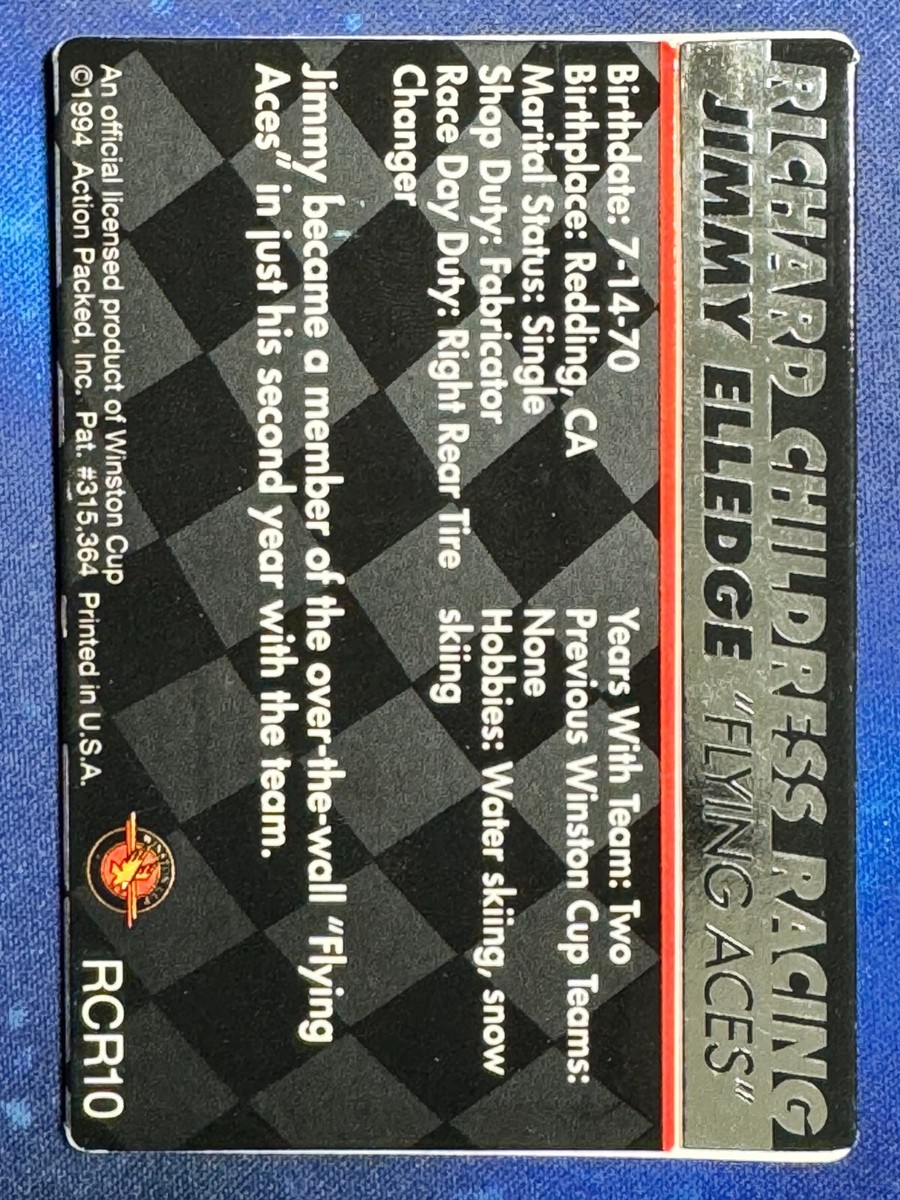 RICHARD CHILDRESS RACING
JIMMY ELLEDGE "FLYING ACES"
Birthdate: 7-14-70
Birthplace: Redding, CA
Marital Status: Single
Shop Duty: Fabricator
Race Day Duty: Right Rear Tire
Changer
Years With Team: Two
Previous Winston Cup Teams:
None
Hobbies: Water skiing, snow
skiing
Jimmy became a member of the over-the-wall "Flying
Aces" in just his second year with the team.
An official licensed product of Winston Cup
©1994 Action Packed, Inc. Pat. #315,364 Printed in U.S.A.
RCR10